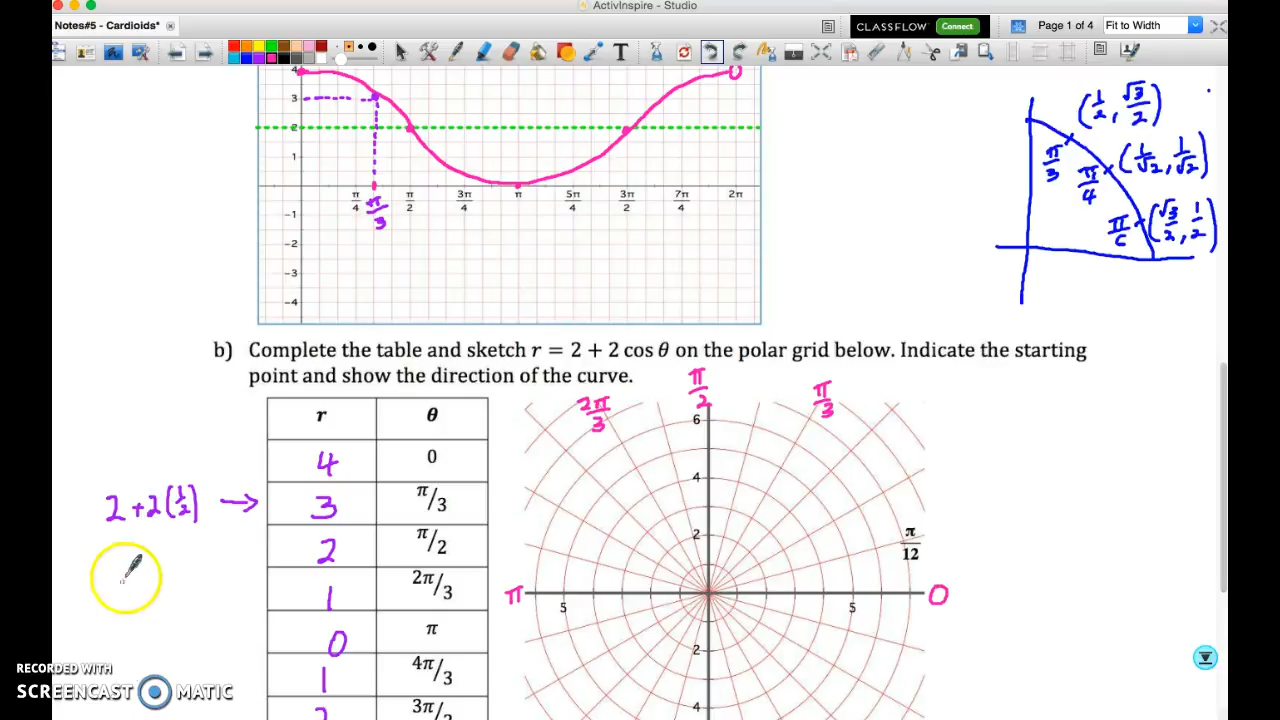 ActivInspire - Studio
Notes#5 - Cardioids*
CLASSFLOW Connect
Page 1 of 4
Fit to Width
4
3
2
1
-1
-2
-3
-4
π/4 π/3 π/2 3π/4 π 5π/4 3π/2 7π/4 2π
(1/2, √3/2)
π/3
(1/√2, 1/√2)
π/4
(√3/2, 1/2)
b) Complete the table and sketch r = 2 + 2 cos θ on the polar grid below. Indicate the starting
point and show the direction of the curve.
r θ
4 0
2 + 2(1/2) → 3 π/3
2 π/2
1 2π/3
0 π
1 4π/3
2 3π/2
2π/3 π/2 π/3
6
4
2
π/12
π 0
5 5
2
4
RECORDED WITH
SCREENCAST MATIC